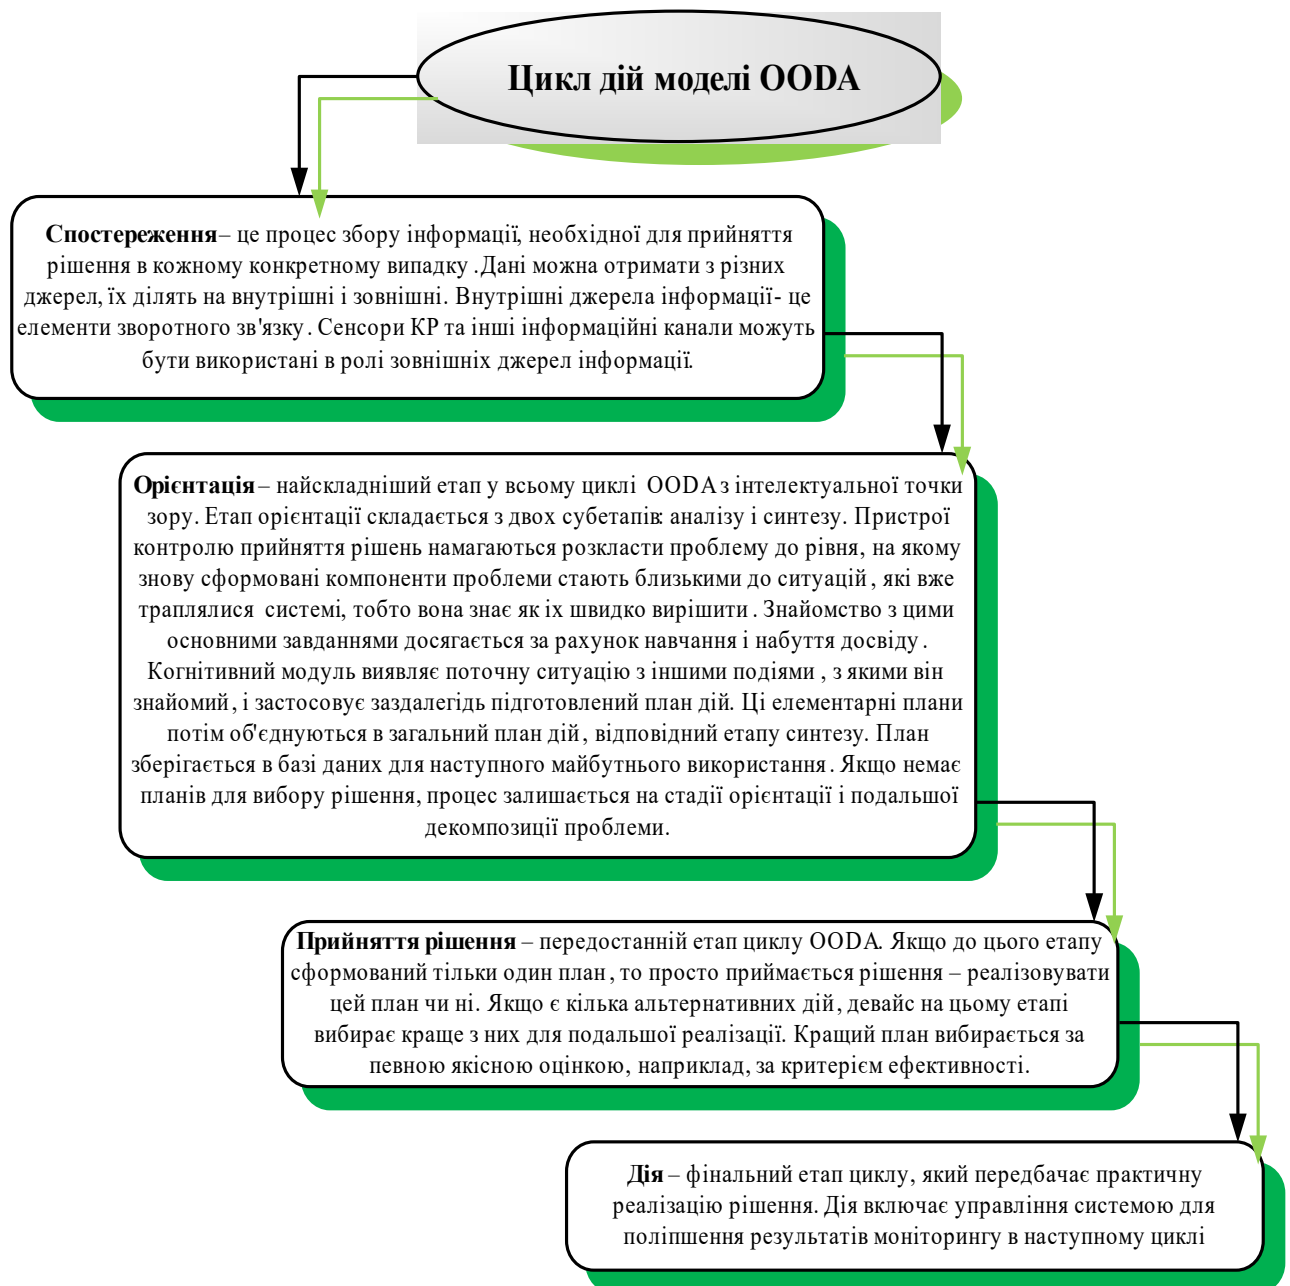 Цикл дій моделі OODA
Спостереження– це процес збору інформації, необхідної для прийняття
рішення в кожному конкретному випадку .Дані можна отримати з різних
джерел, їх ділять на внутрішні і зовнішні. Внутрішні джерела інформації- це
елементи зворотного зв'язку. Сенсори КР та інші інформаційні канали можуть
бути використані в ролі зовнішніх джерел інформації.
Орієнтація – найскладніший етап у всьому циклі OODA з інтелектуальної точки
зору. Етап орієнтації складається з двох субетапів: аналізу і синтезу. Пристрої
контролю прийняття рішень намагаються розкласти проблему до рівня, на якому
знову сформовані компоненти проблеми стають близькими до ситуацій , які вже
траплялися системі, тобто вона знає як їх швидко вирішити . Знайомство з цими
основними завданнями досягається за рахунок навчання і набуття досвіду .
Когнітивний модуль виявляє поточну ситуацію з іншими подіями , з якими він
знайомий , і застосовує заздалегідь підготовлений план дій. Ці елементарні плани
потім об'єднуються в загальний план дій , відповідний етапу синтезу. План
зберігається в базі даних для наступного майбутнього використання . Якщо немає
планів для вибору рішення, процес залишається на стадії орієнтації і подальшої
декомпозиції проблеми.
Прийняття рішення – передостанній етап циклу OODA. Якщо до цього етапу
сформований тільки один план , то просто приймається рішення – реалізовувати
цей план чи ні. Якщо є кілька альтернативних дій , девайс на цьому етапі
вибирає краще з них для подальшої реалізації. Кращий план вибирається за
певною якісною оцінкою, наприклад, за критерієм ефективності.
Дія – фінальний етап циклу, який передбачає практичну
реалізацію рішення. Дія включає управління системою для
поліпшення результатів моніторингу в наступному циклі